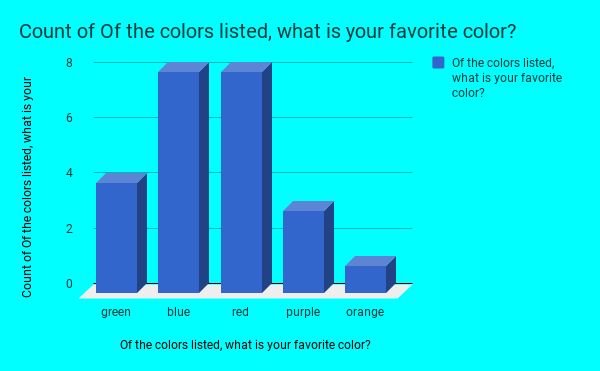 Count of Of the colors listed, what is your favorite color?
Count of Of the colors listed, what is your
8
6
4
2
0
green blue red purple orange
Of the colors listed, what is your favorite color?
Of the colors listed,
what is your favorite
color?